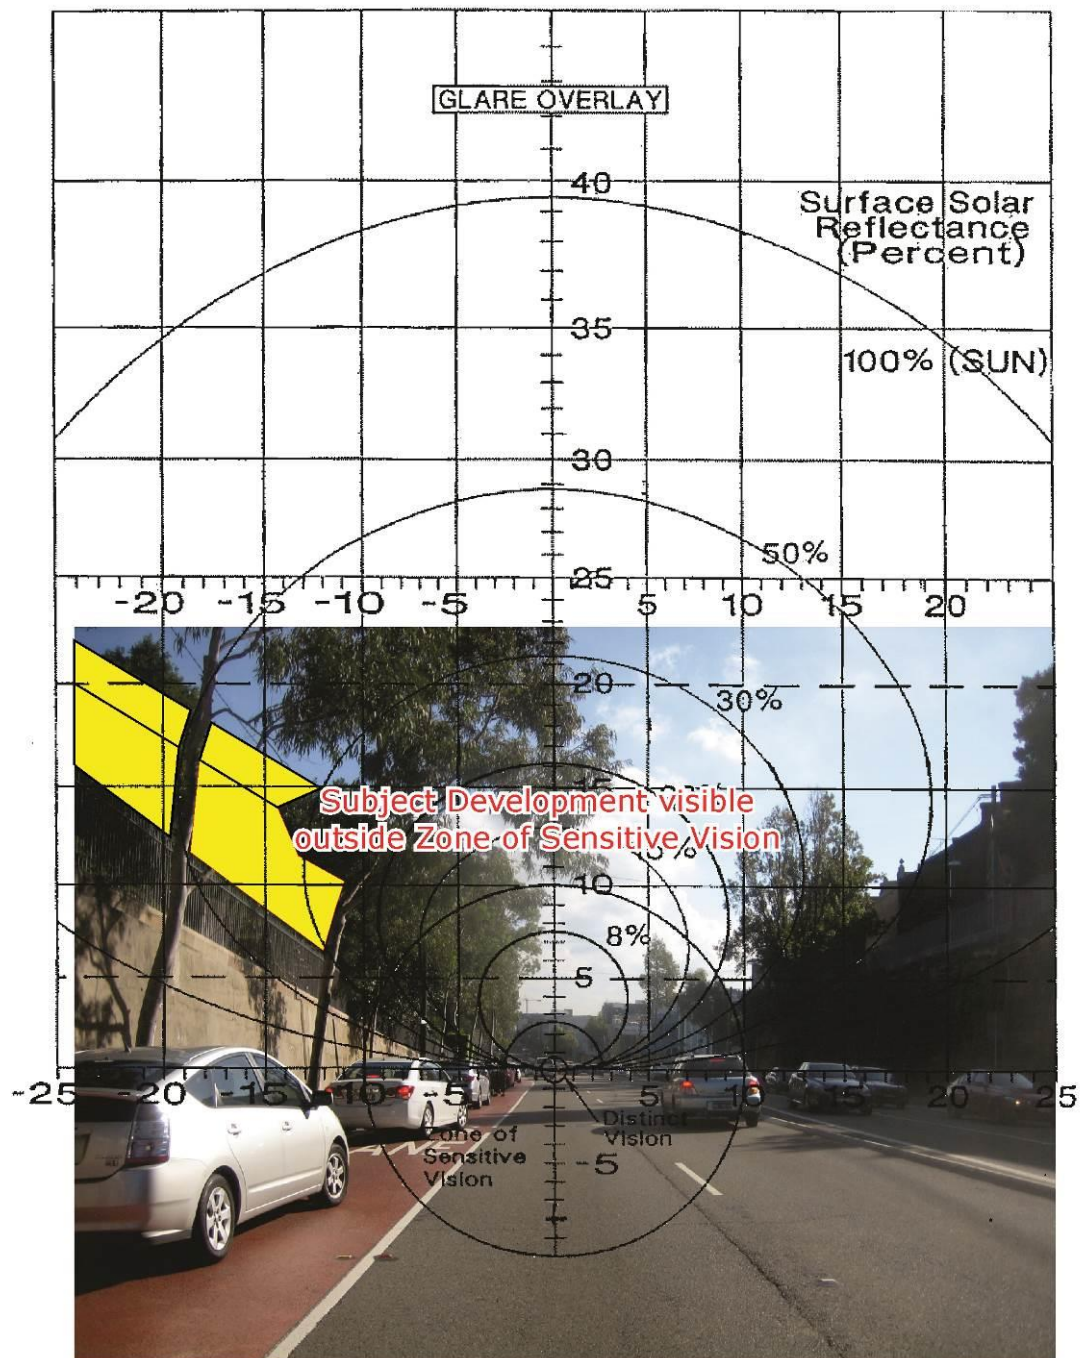 GLARE OVERLAY
40
Surface Solar
Reflectance
(Percent)
35
100% (SUN)
30
50%
25
-20 -15 -10 -5 5 10 15 20
20
30%
15
Subject Development visible
outside Zone of Sensitive Vision
10
8%
5
-25 -20 -15 -10 -5 5 10 15 20 25
Distinct
Vision
Zone of
Sensitive
Vision
-5